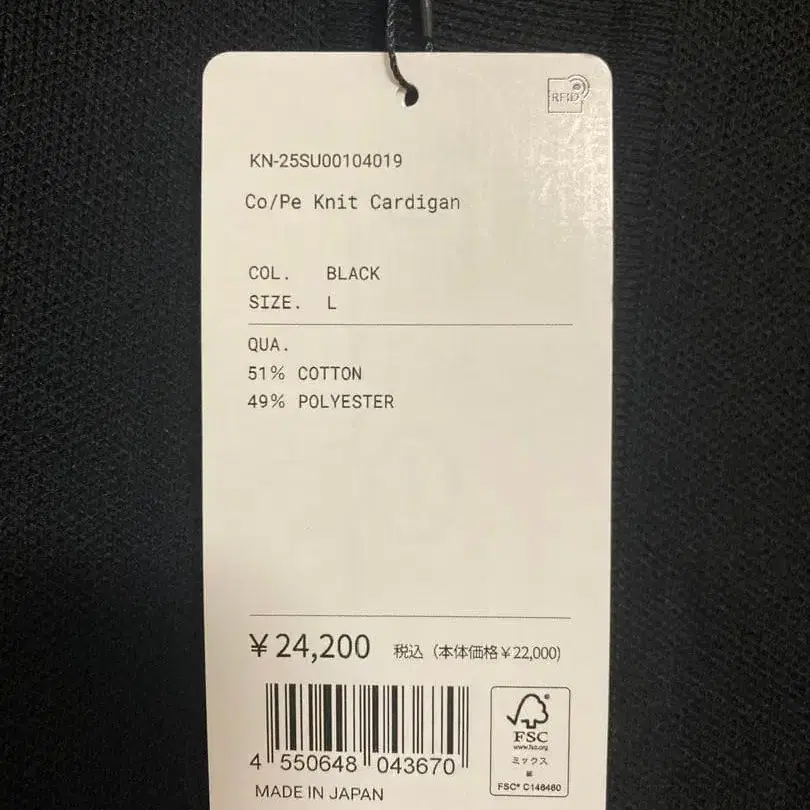 RFID
KN-25SU00104019
Co/Pe Knit Cardigan
COL. BLACK
SIZE. L
QUA.
51% COTTON
49% POLYESTER
¥24,200 税込（本体価格¥22,000)
4 550648 043670
MADE IN JAPAN
FSC
www.fsc.org
ミックス
紙
FSC® C146460